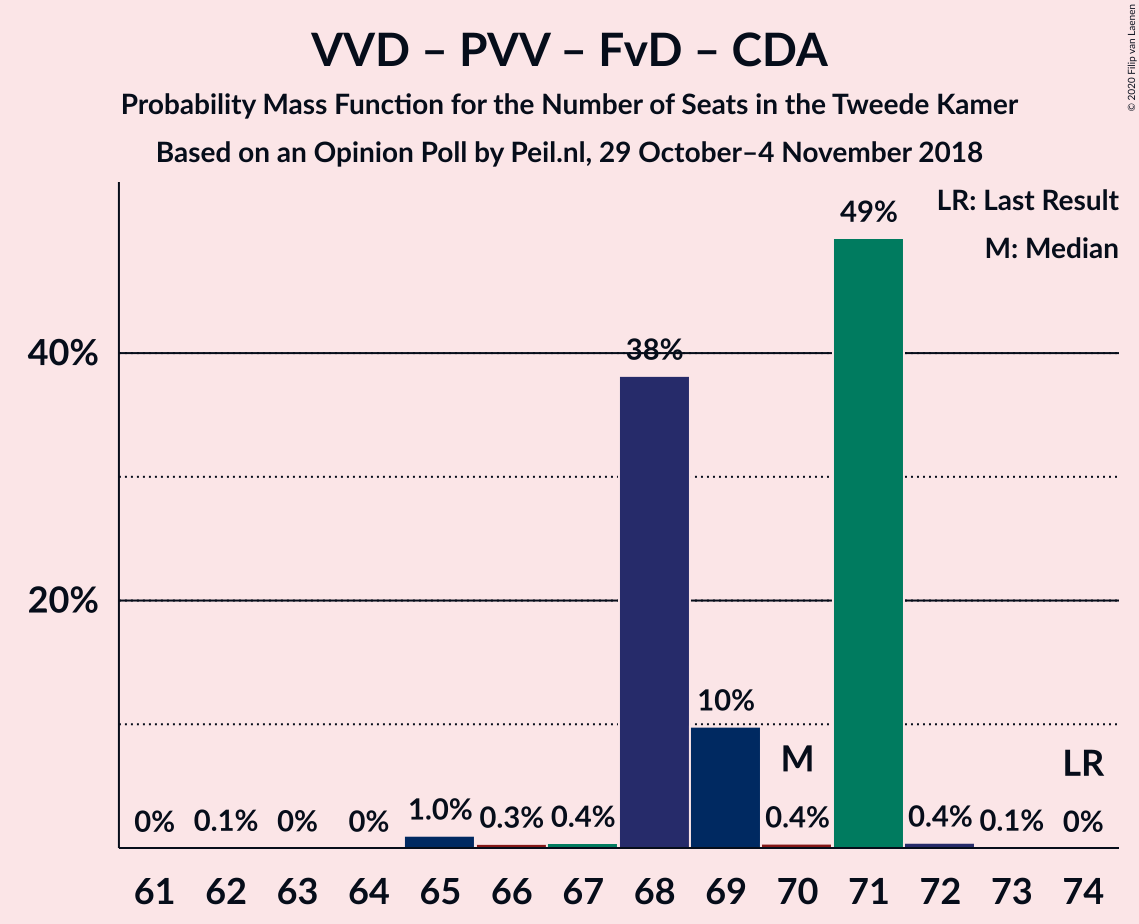 VVD – PVV – FvD – CDA
Probability Mass Function for the Number of Seats in the Tweede Kamer
Based on an Opinion Poll by Peil.nl, 29 October–4 November 2018
© 2020 Filip van Laenen
LR: Last Result
M: Median
40%
20%
0%
0.1%
0%
0%
1.0%
0.3%
0.4%
38%
10%
M
0.4%
49%
0.4%
0.1%
LR
0%
61 62 63 64 65 66 67 68 69 70 71 72 73 74